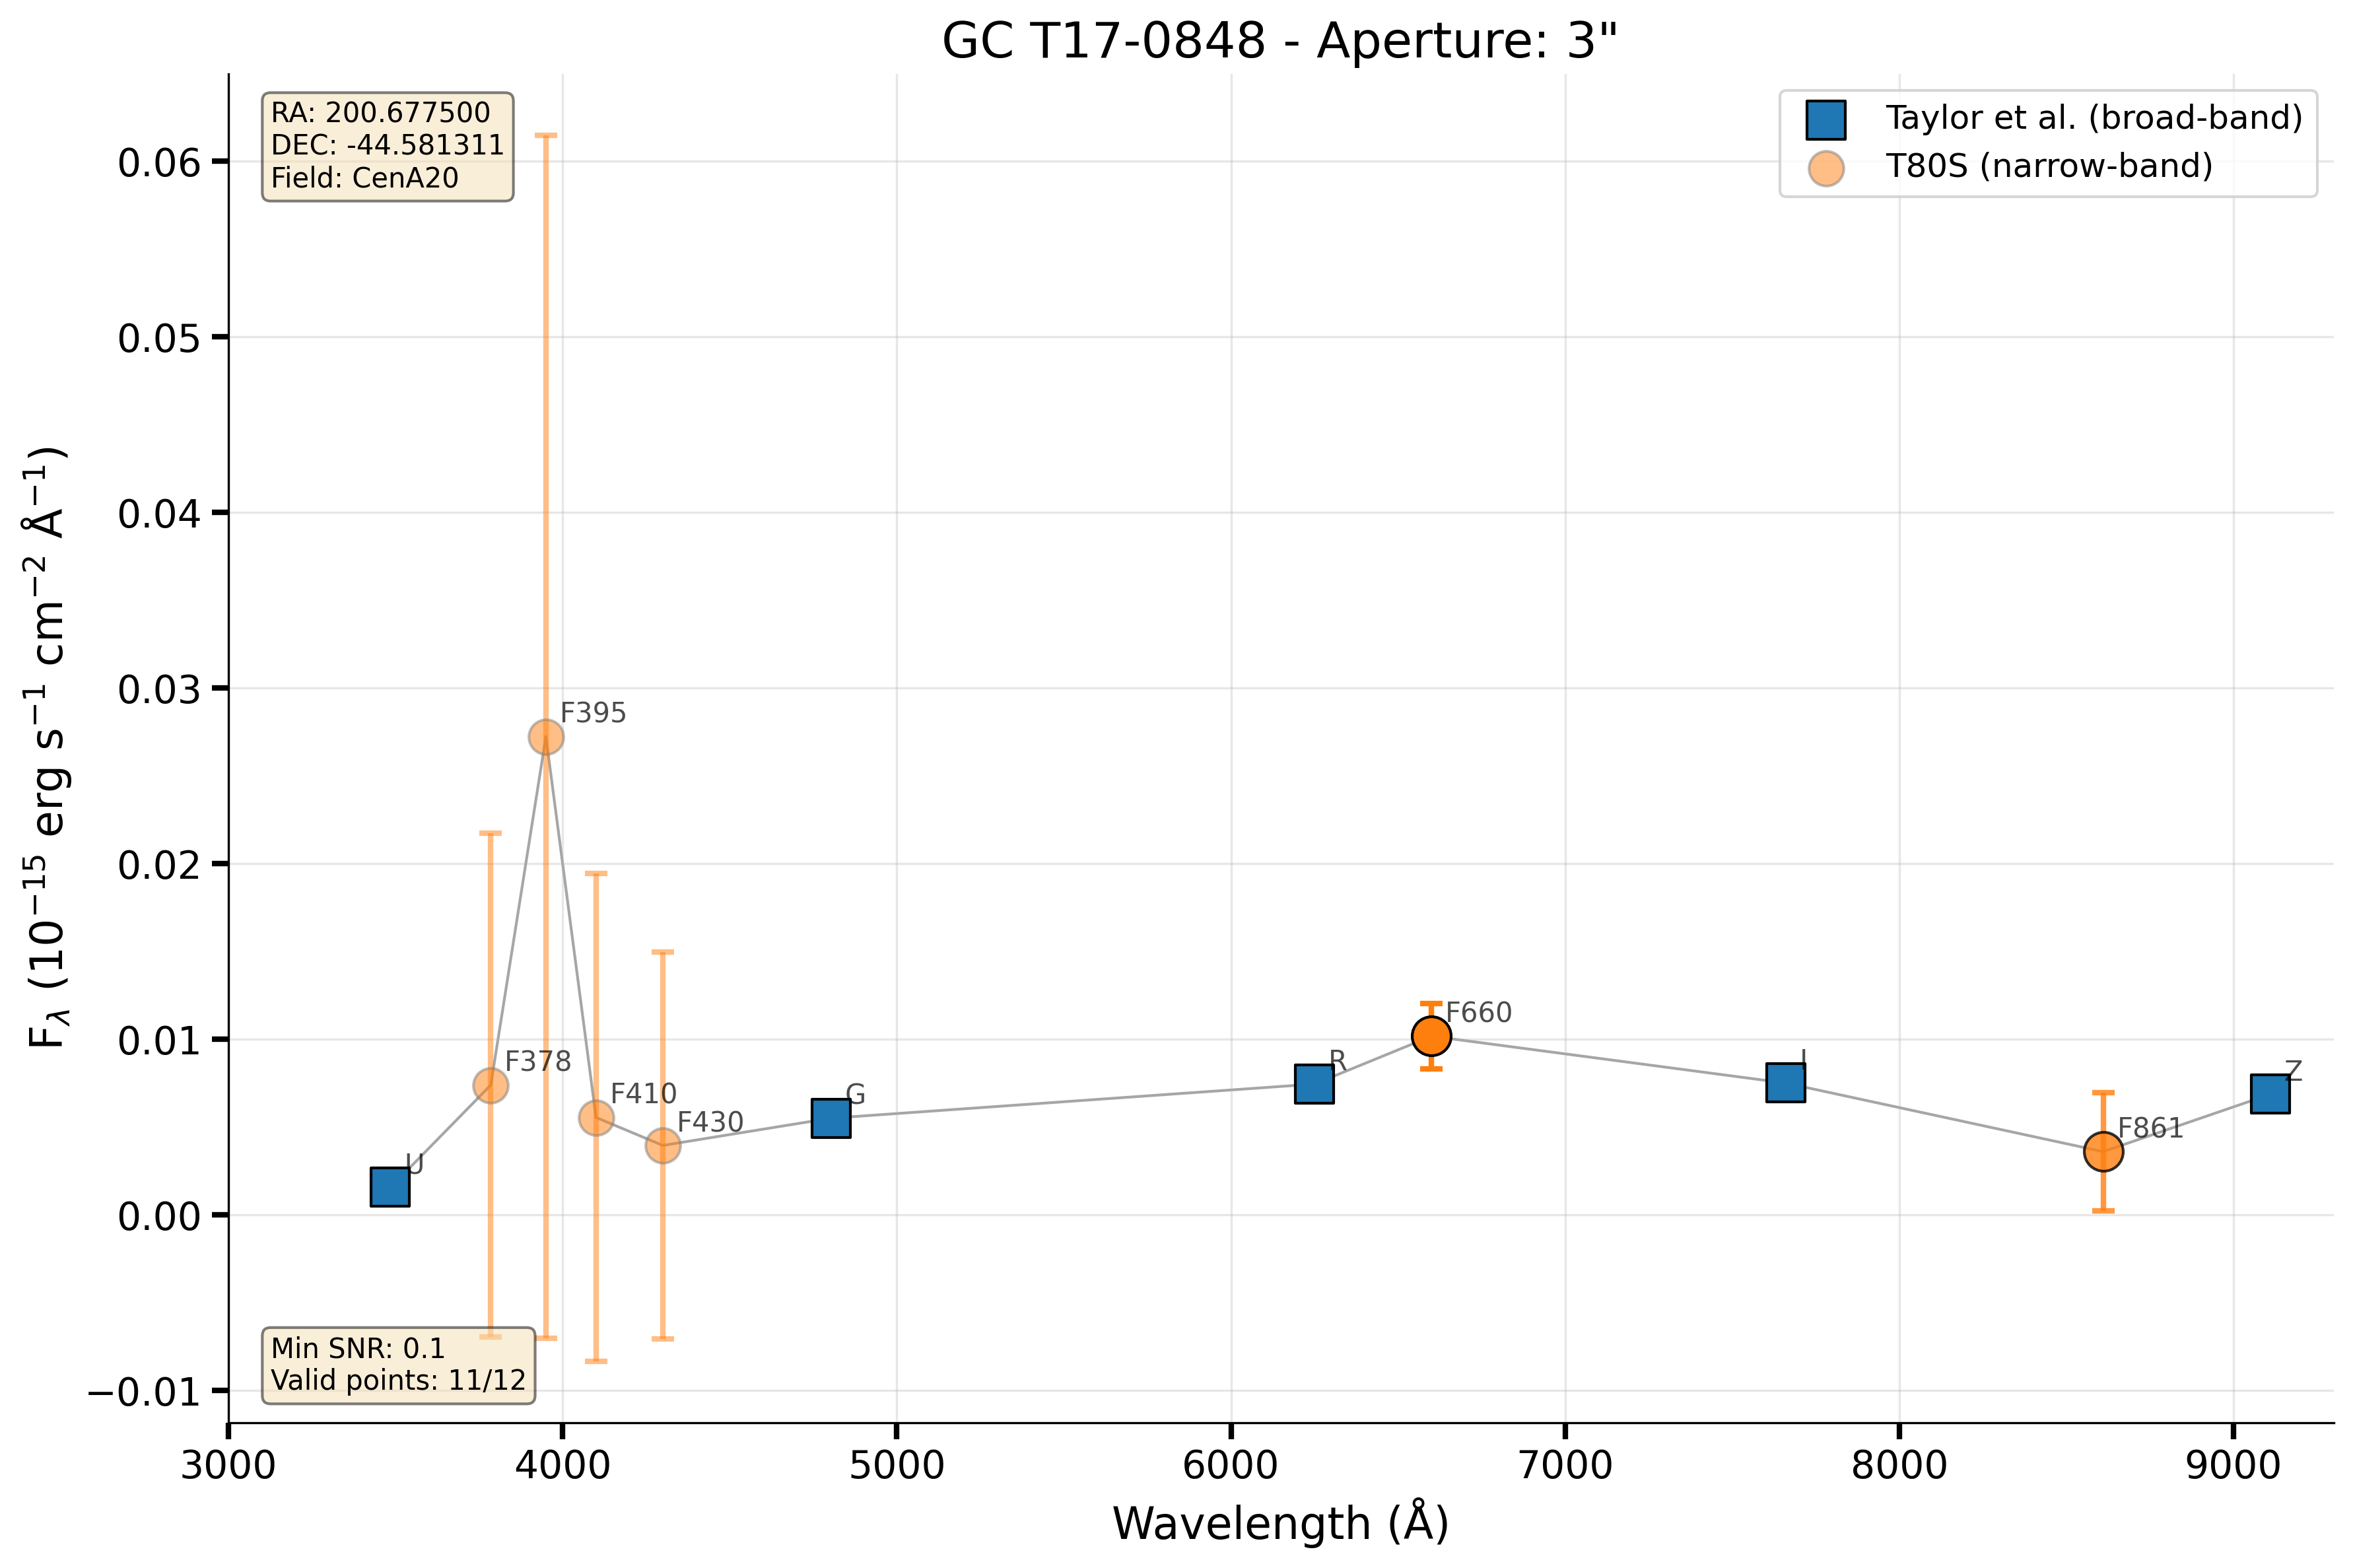 GC T17-0848 - Aperture: 3"
RA: 200.677500
DEC: -44.581311
Field: CenA20
Taylor et al. (broad-band)
T80S (narrow-band)
F_λ (10⁻¹⁵ erg s⁻¹ cm⁻² Å⁻¹)
0.06
0.05
0.04
0.03
0.02
0.01
0.00
−0.01
U
F378
F395
F410
F430
G
R
F660
I
F861
Z
Min SNR: 0.1
Valid points: 11/12
3000 4000 5000 6000 7000 8000 9000
Wavelength (Å)